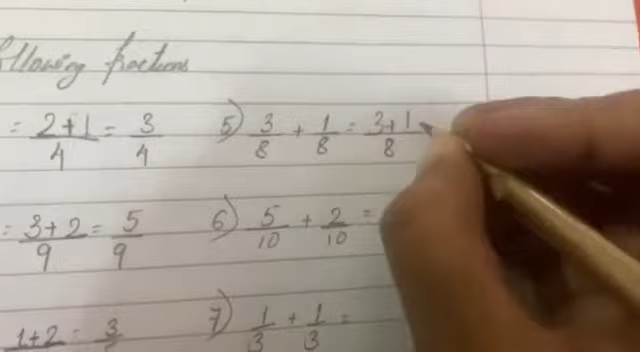 following fractions
= 2+1/4 = 3/4
5) 3/8 + 1/8 = 3+1/8
= 3+2/9 = 5/9
6) 5/10 + 2/10 =
1+2 = 3
7) 1/3 + 1/3 =